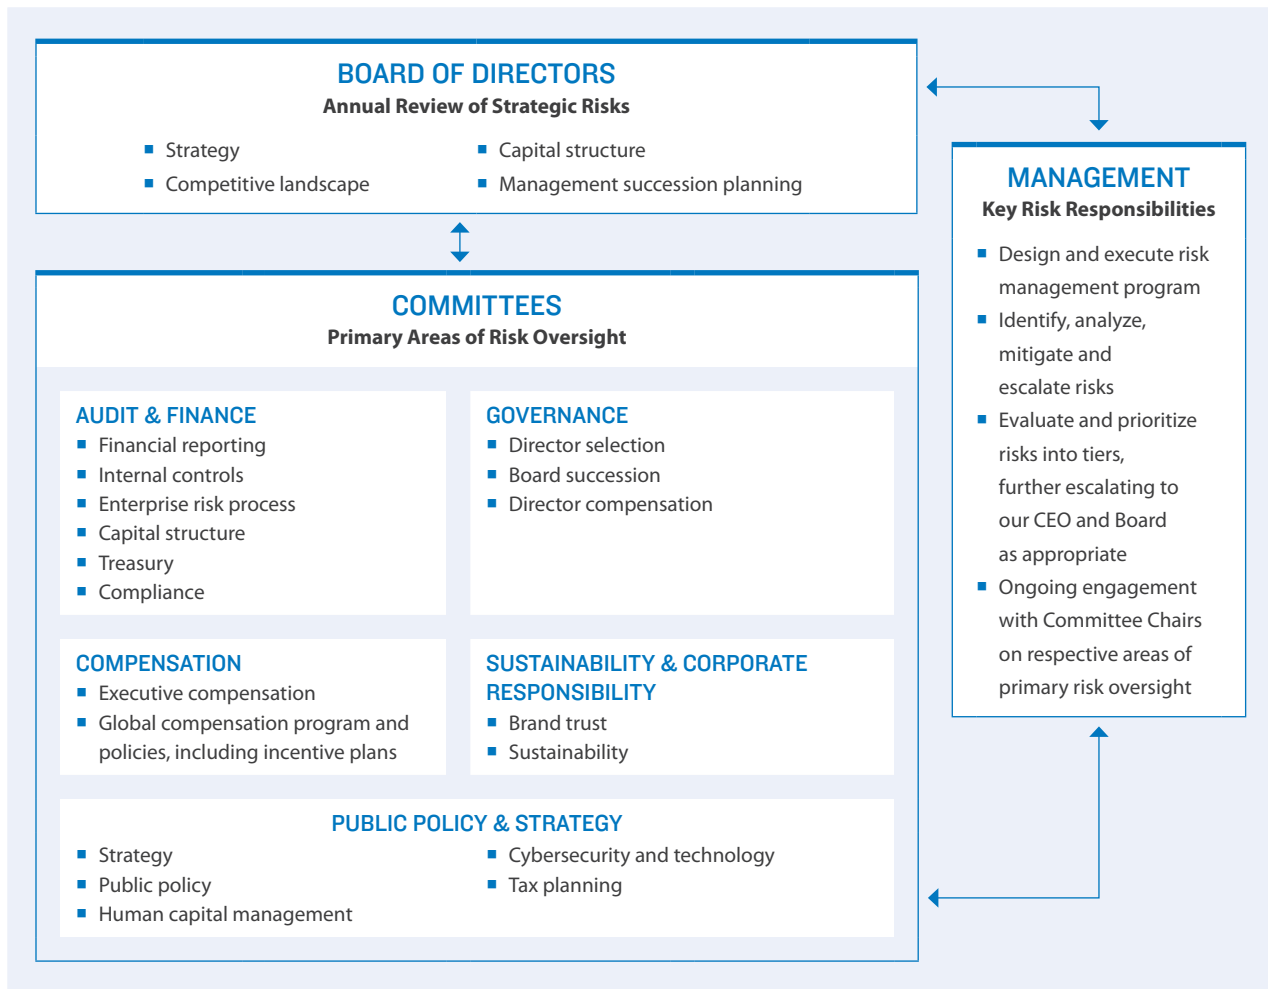 BOARD OF DIRECTORS
Annual Review of Strategic Risks
Strategy
Competitive landscape
Capital structure
Management succession planning
COMMITTEES
Primary Areas of Risk Oversight
AUDIT & FINANCE
Financial reporting
Internal controls
Enterprise risk process
Capital structure
Treasury
Compliance
GOVERNANCE
Director selection
Board succession
Director compensation
COMPENSATION
Executive compensation
Global compensation program and
policies, including incentive plans
SUSTAINABILITY & CORPORATE
RESPONSIBILITY
Brand trust
Sustainability
PUBLIC POLICY & STRATEGY
Strategy
Public policy
Human capital management
Cybersecurity and technology
Tax planning
MANAGEMENT
Key Risk Responsibilities
Design and execute risk
management program
Identify, analyze,
mitigate and
escalate risks
Evaluate and prioritize
risks into tiers,
further escalating to
our CEO and Board
as appropriate
Ongoing engagement
with Committee Chairs
on respective areas of
primary risk oversight